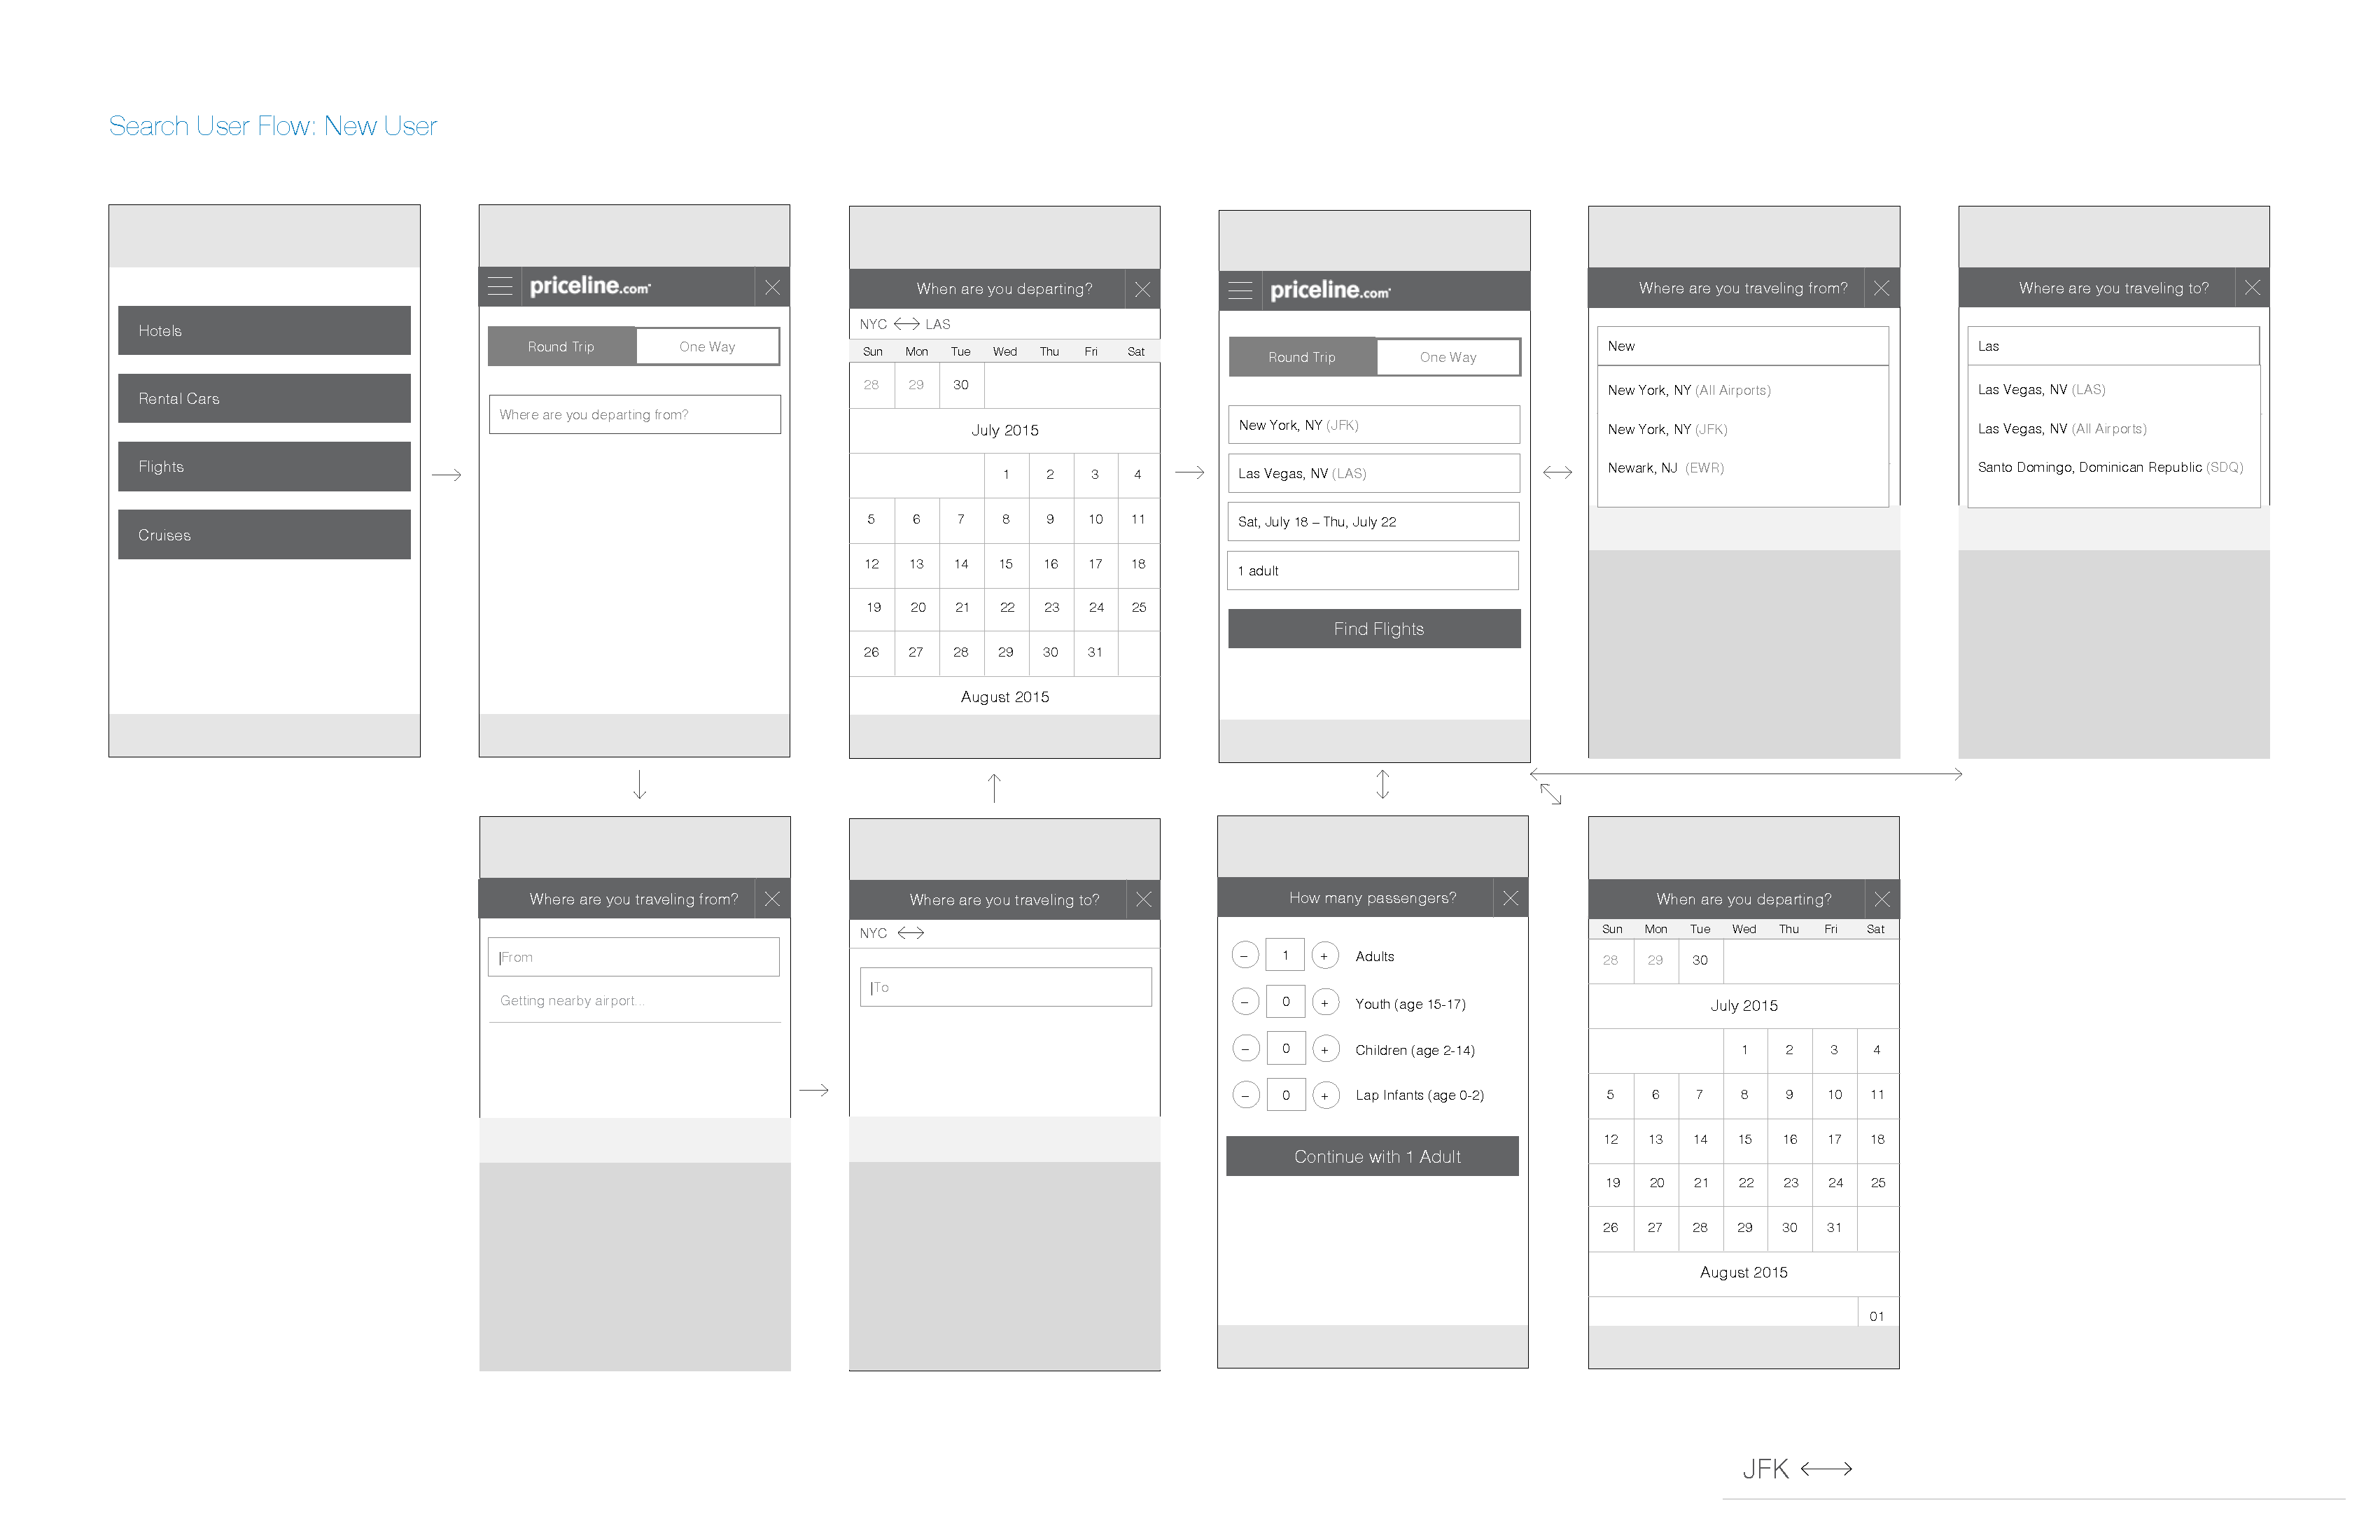 Search User Flow: New User
Hotels
Rental Cars
Flights
Cruises
priceline.com
Round Trip One Way
Where are you departing from?
When are you departing?
NYC LAS
Sun Mon Tue Wed Thu Fri Sat
28 29 30
July 2015
1 2 3 4
5 6 7 8 9 10 11
12 13 14 15 16 17 18
19 20 21 22 23 24 25
26 27 28 29 30 31
August 2015
priceline.com
Round Trip One Way
New York, NY (JFK)
Las Vegas, NV (LAS)
Sat, July 18 – Thu, July 22
1 adult
Find Flights
Where are you traveling from?
New
New York, NY (All Airports)
New York, NY (JFK)
Newark, NJ (EWR)
Where are you traveling to?
Las
Las Vegas, NV (LAS)
Las Vegas, NV (All Airports)
Santo Domingo, Dominican Republic (SDQ)
Where are you traveling from?
From
Getting nearby airport...
Where are you traveling to?
NYC
To
How many passengers?
– 1 + Adults
– 0 + Youth (age 15-17)
– 0 + Children (age 2-14)
– 0 + Lap Infants (age 0-2)
Continue with 1 Adult
When are you departing?
Sun Mon Tue Wed Thu Fri Sat
28 29 30
July 2015
1 2 3 4
5 6 7 8 9 10 11
12 13 14 15 16 17 18
19 20 21 22 23 24 25
26 27 28 29 30 31
August 2015
01
JFK